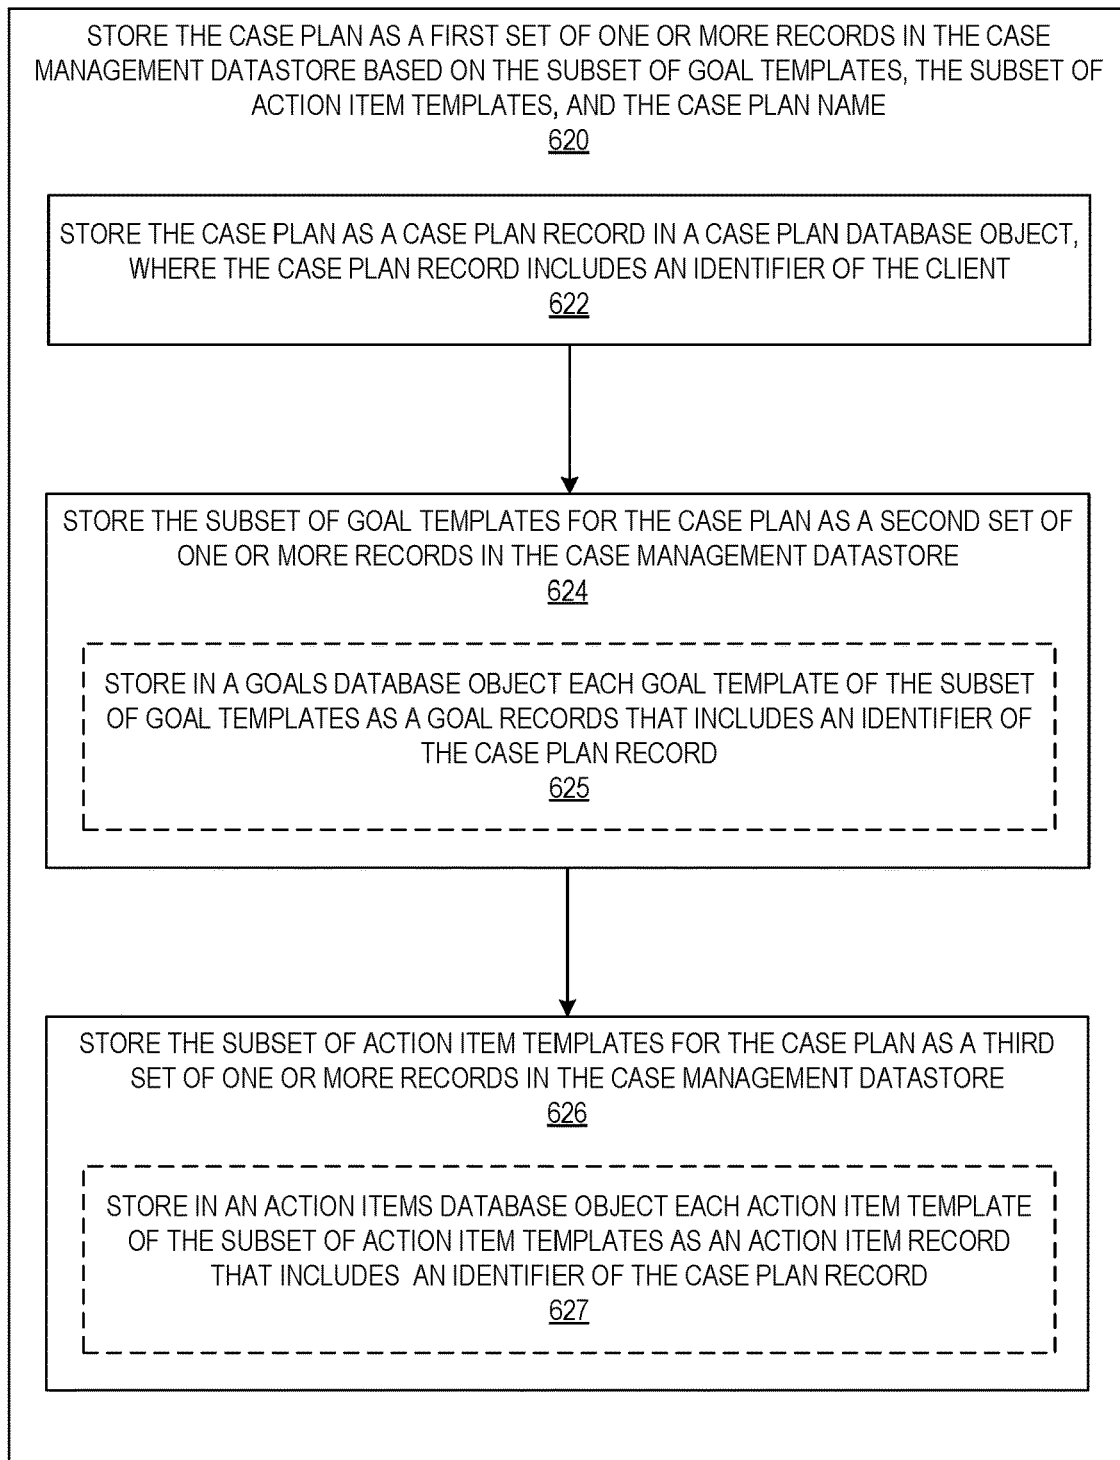 STORE THE CASE PLAN AS A FIRST SET OF ONE OR MORE RECORDS IN THE CASE
MANAGEMENT DATASTORE BASED ON THE SUBSET OF GOAL TEMPLATES, THE SUBSET OF
ACTION ITEM TEMPLATES, AND THE CASE PLAN NAME
620
STORE THE CASE PLAN AS A CASE PLAN RECORD IN A CASE PLAN DATABASE OBJECT,
WHERE THE CASE PLAN RECORD INCLUDES AN IDENTIFIER OF THE CLIENT
622
STORE THE SUBSET OF GOAL TEMPLATES FOR THE CASE PLAN AS A SECOND SET OF
ONE OR MORE RECORDS IN THE CASE MANAGEMENT DATASTORE
624
STORE IN A GOALS DATABASE OBJECT EACH GOAL TEMPLATE OF THE SUBSET
OF GOAL TEMPLATES AS A GOAL RECORDS THAT INCLUDES AN IDENTIFIER OF
THE CASE PLAN RECORD
625
STORE THE SUBSET OF ACTION ITEM TEMPLATES FOR THE CASE PLAN AS A THIRD
SET OF ONE OR MORE RECORDS IN THE CASE MANAGEMENT DATASTORE
626
STORE IN AN ACTION ITEMS DATABASE OBJECT EACH ACTION ITEM TEMPLATE
OF THE SUBSET OF ACTION ITEM TEMPLATES AS AN ACTION ITEM RECORD
THAT INCLUDES AN IDENTIFIER OF THE CASE PLAN RECORD
627